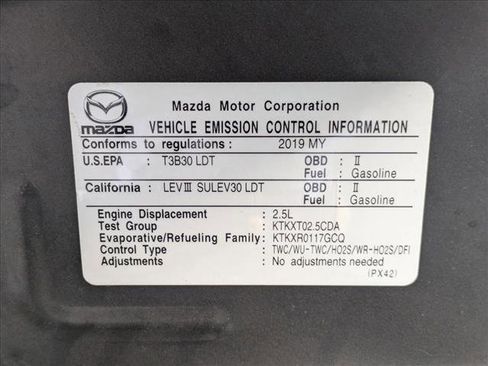 Mazda Motor Corporation
mazda VEHICLE EMISSION CONTROL INFORMATION
Conforms to regulations : 2019 MY
U.S.EPA : T3B30 LDT OBD : II
Fuel : Gasoline
California : LEVIII SULEV30 LDT OBD : II
Fuel : Gasoline
Engine Displacement : 2.5L
Test Group : KTKXT02.5CDA
Evaporative/Refueling Family: KTKXR0117GCQ
Control Type : TWC/WU-TWC/HO2S/WR-HO2S/DFI
Adjustments : No adjustments needed
(PX42)